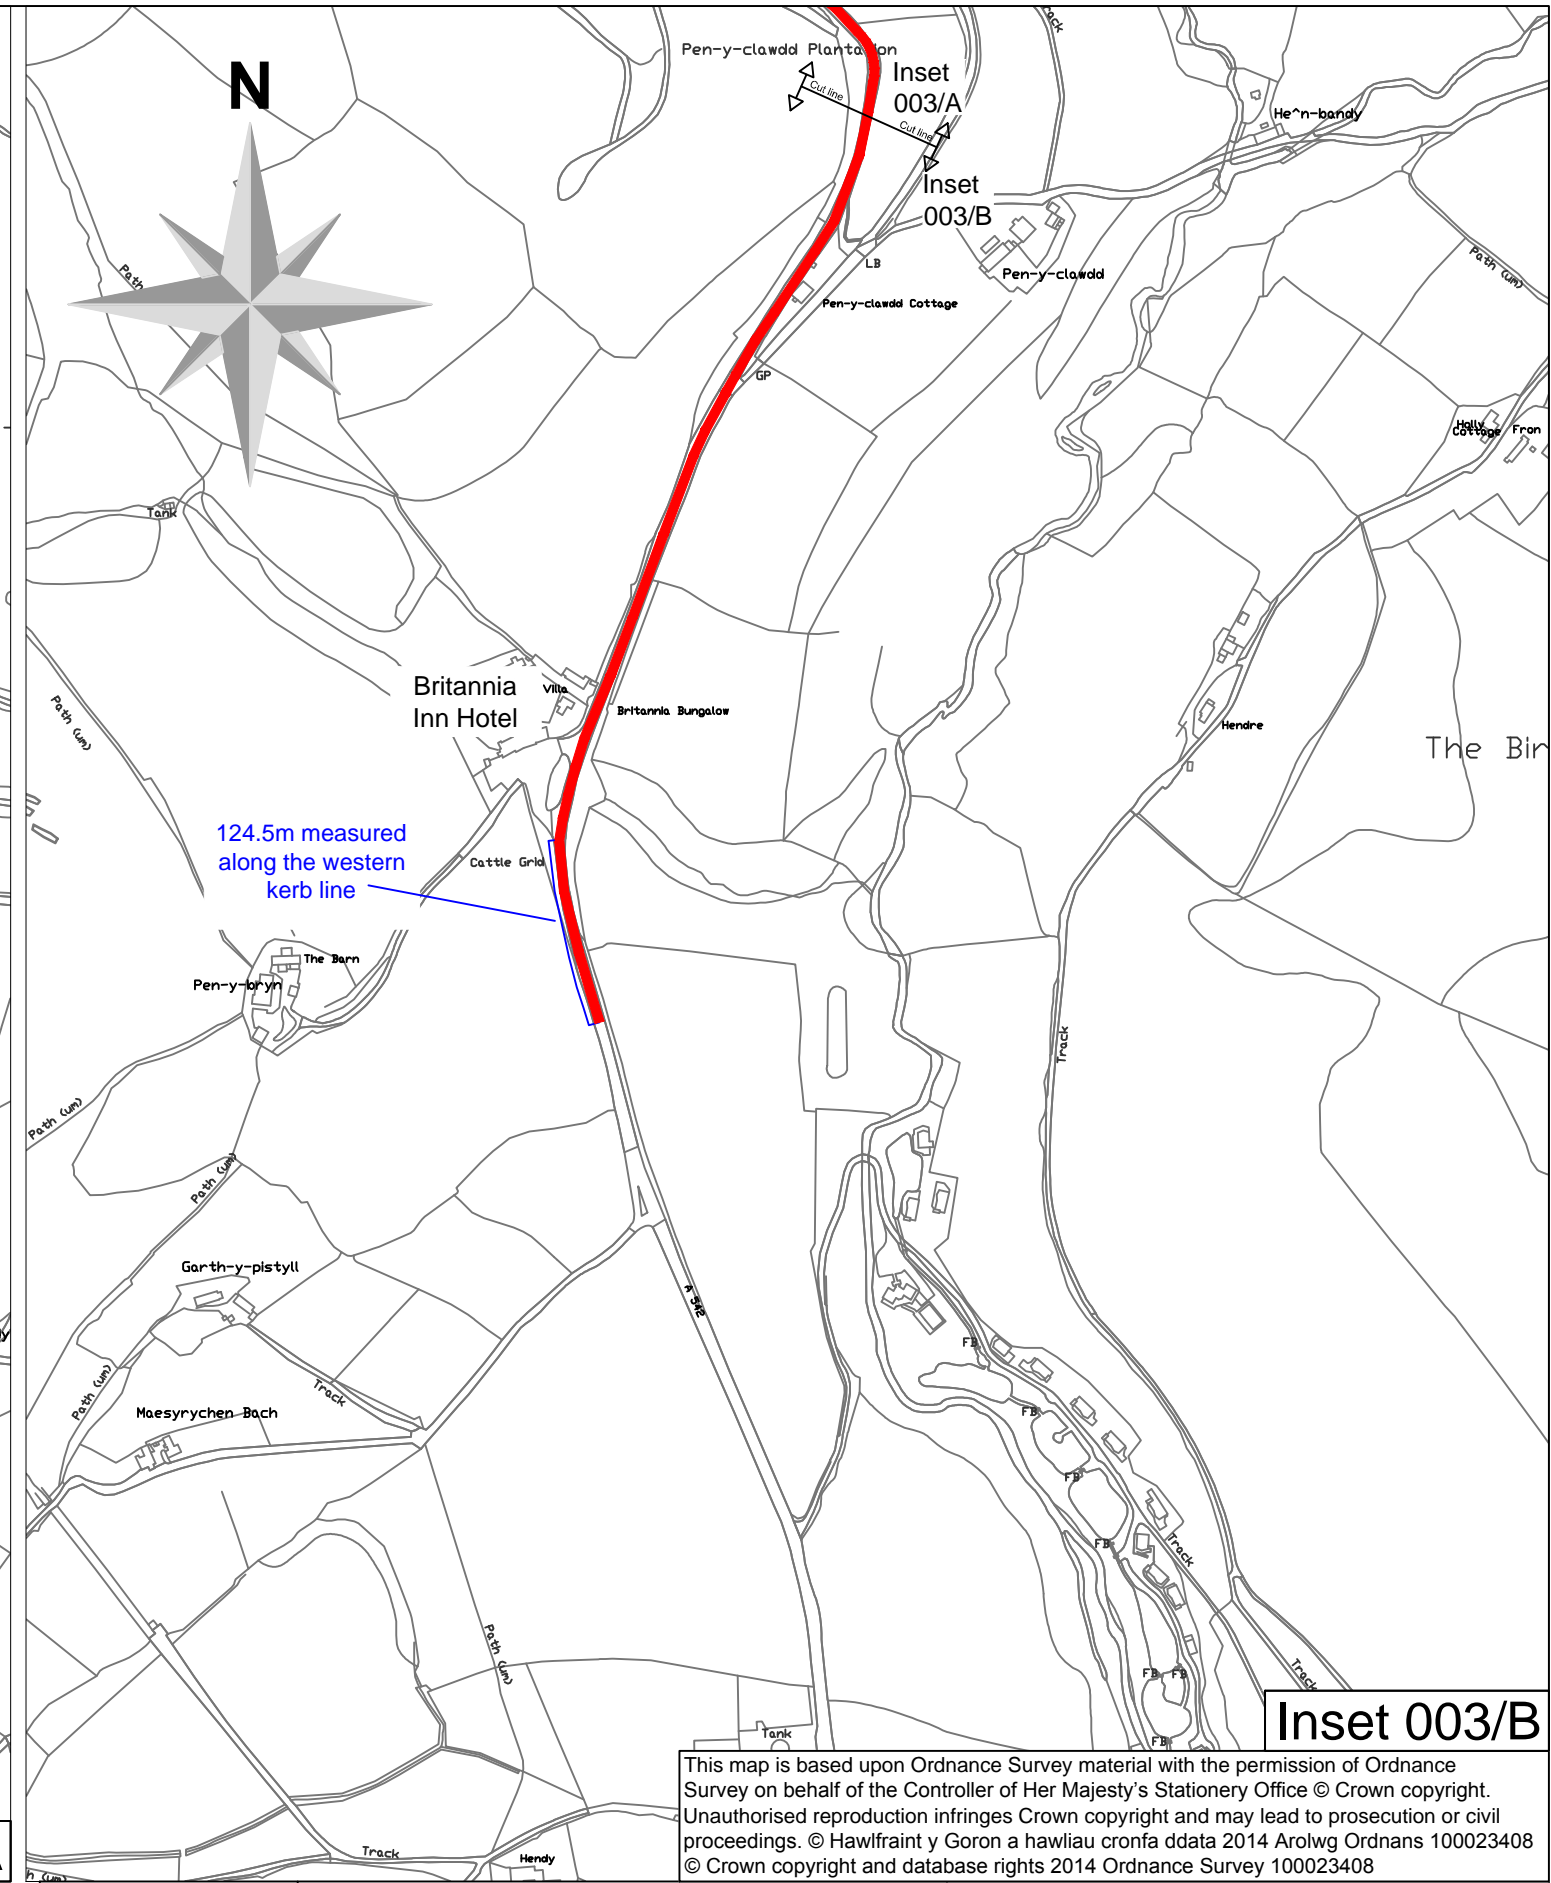 Track
Pen-y-clawdd Plantation
N
Inset
003/A
Cut line
Cut line
He^n-bandy
Inset
003/B
Path
LB
Pen-y-clawdd
Path (um)
Pen-y-clawdd Cottage
GP
Holly
Cottage
Fron
Tank
Britannia
Inn Hotel
Villa
Britannia Bungalow
Path (um)
Hendre
The Bir
124.5m measured
along the western
kerb line
Cattle Grid
The Barn
Pen-y-bryn
Track
Path (um)
Path (um)
Garth-y-pistyll
A 542
FB
Path (um)
Track
Maesyrychen Bach
FB
FB
FB
Track
Path (um)
FB
FB
Track
Inset 003/B
Tank
FB
This map is based upon Ordnance Survey material with the permission of Ordnance
Survey on behalf of the Controller of Her Majesty's Stationery Office © Crown copyright.
Unauthorised reproduction infringes Crown copyright and may lead to prosecution or civil
proceedings. © Hawlfraint y Goron a hawliau cronfa ddata 2014 Arolwg Ordnans 100023408
© Crown copyright and database rights 2014 Ordnance Survey 100023408
Track
Hendy
(um)